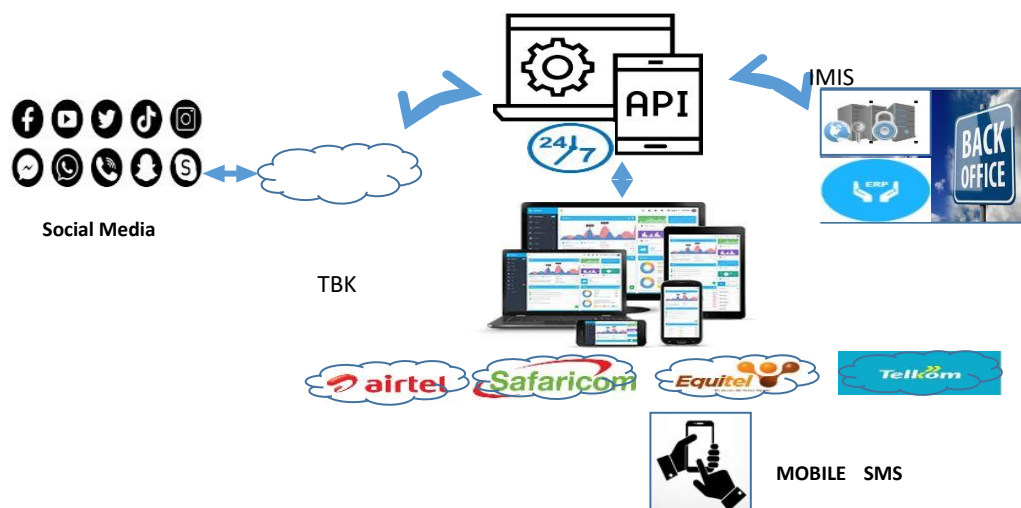 IMIS
API
24/7
BACK
OFFICE
ERP
Social Media
TBK
airtel
Safaricom
Equitel
Telkom
MOBILE SMS